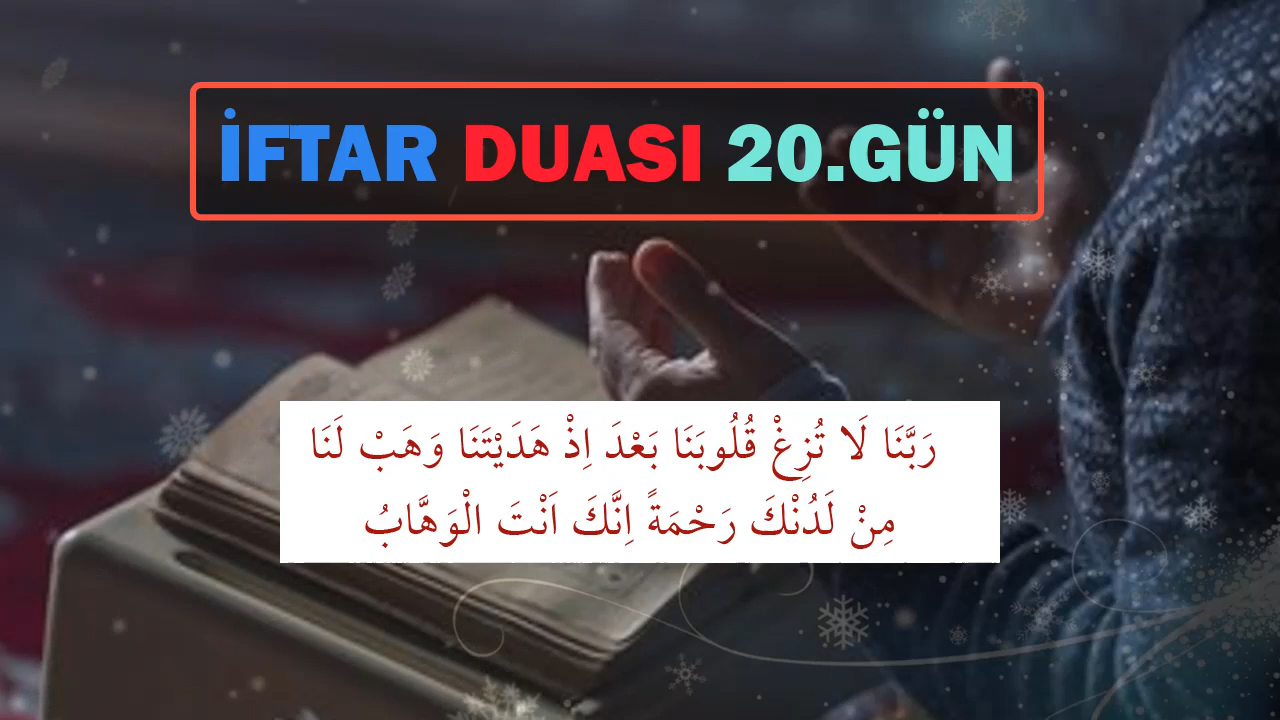 İFTAR DUASI 20.GÜN
رَبَّنَا لَا تُزِغْ قُلُوبَنَا بَعْدَ اِذْ هَدَيْتَنَا وَهَبْ لَنَا
مِنْ لَدُنْكَ رَحْمَةً اِنَّكَ اَنْتَ الْوَهَّابُ